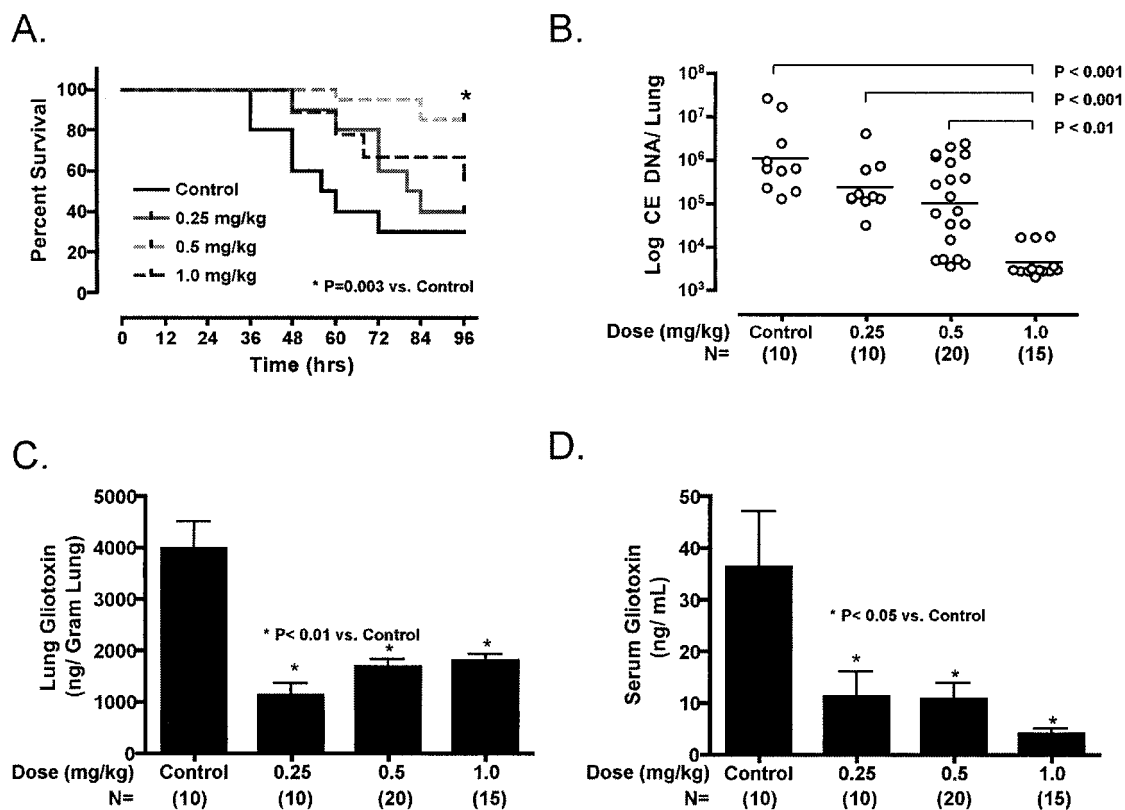 A.
Percent Survival
100
80
60
40
20
0
*
Control
0.25 mg/kg
0.5 mg/kg
1.0 mg/kg
* P=0.003 vs. Control
0 12 24 36 48 60 72 84 96
Time (hrs)
B.
Log CE DNA/ Lung
10⁸
10⁷
10⁶
10⁵
10⁴
10³
P < 0.001
P < 0.001
P < 0.01
Dose (mg/kg) Control 0.25 0.5 1.0
N= (10) (10) (20) (15)
C.
Lung Gliotoxin
(ng/ Gram Lung)
5000
4000
3000
2000
1000
0
* P< 0.01 vs. Control
* * *
Dose (mg/kg) Control 0.25 0.5 1.0
N= (10) (10) (20) (15)
D.
Serum Gliotoxin
(ng/ mL)
50
40
30
20
10
0
* P< 0.05 vs. Control
* * *
Dose (mg/kg) Control 0.25 0.5 1.0
N= (10) (10) (20) (15)